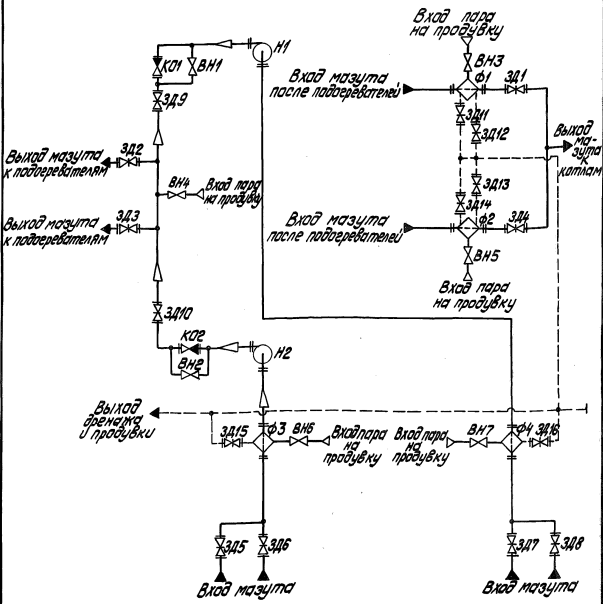 Вход пара
на продувку
Н1
КО1
ВН1
ВН3
Ф1
ЗД1
Вход мазута
после подогревателей
ЗД9
ЗД11
ЗД12
Выход
ма-
зута
к
котлам
ЗД2
Выход мазута
к подогревателям
ВН4
Вход пара
на продувку
ЗД13
ЗД14
ЗД3
Выход мазута
к подогревателям
Вход мазута
после подогревателей
Ф2
ЗД4
ВН5
Вход пара
на продувку
ЗД10
КО2
ВН2
Н2
Выход
дренажа
и продувки
ЗД15
Ф3
ВН6
Вход пара
на
продувку
Вход пара
на
продувку
ВН7
Ф4
ЗД16
ЗД5
ЗД6
ЗД7
ЗД8
Вход мазута
Вход мазута